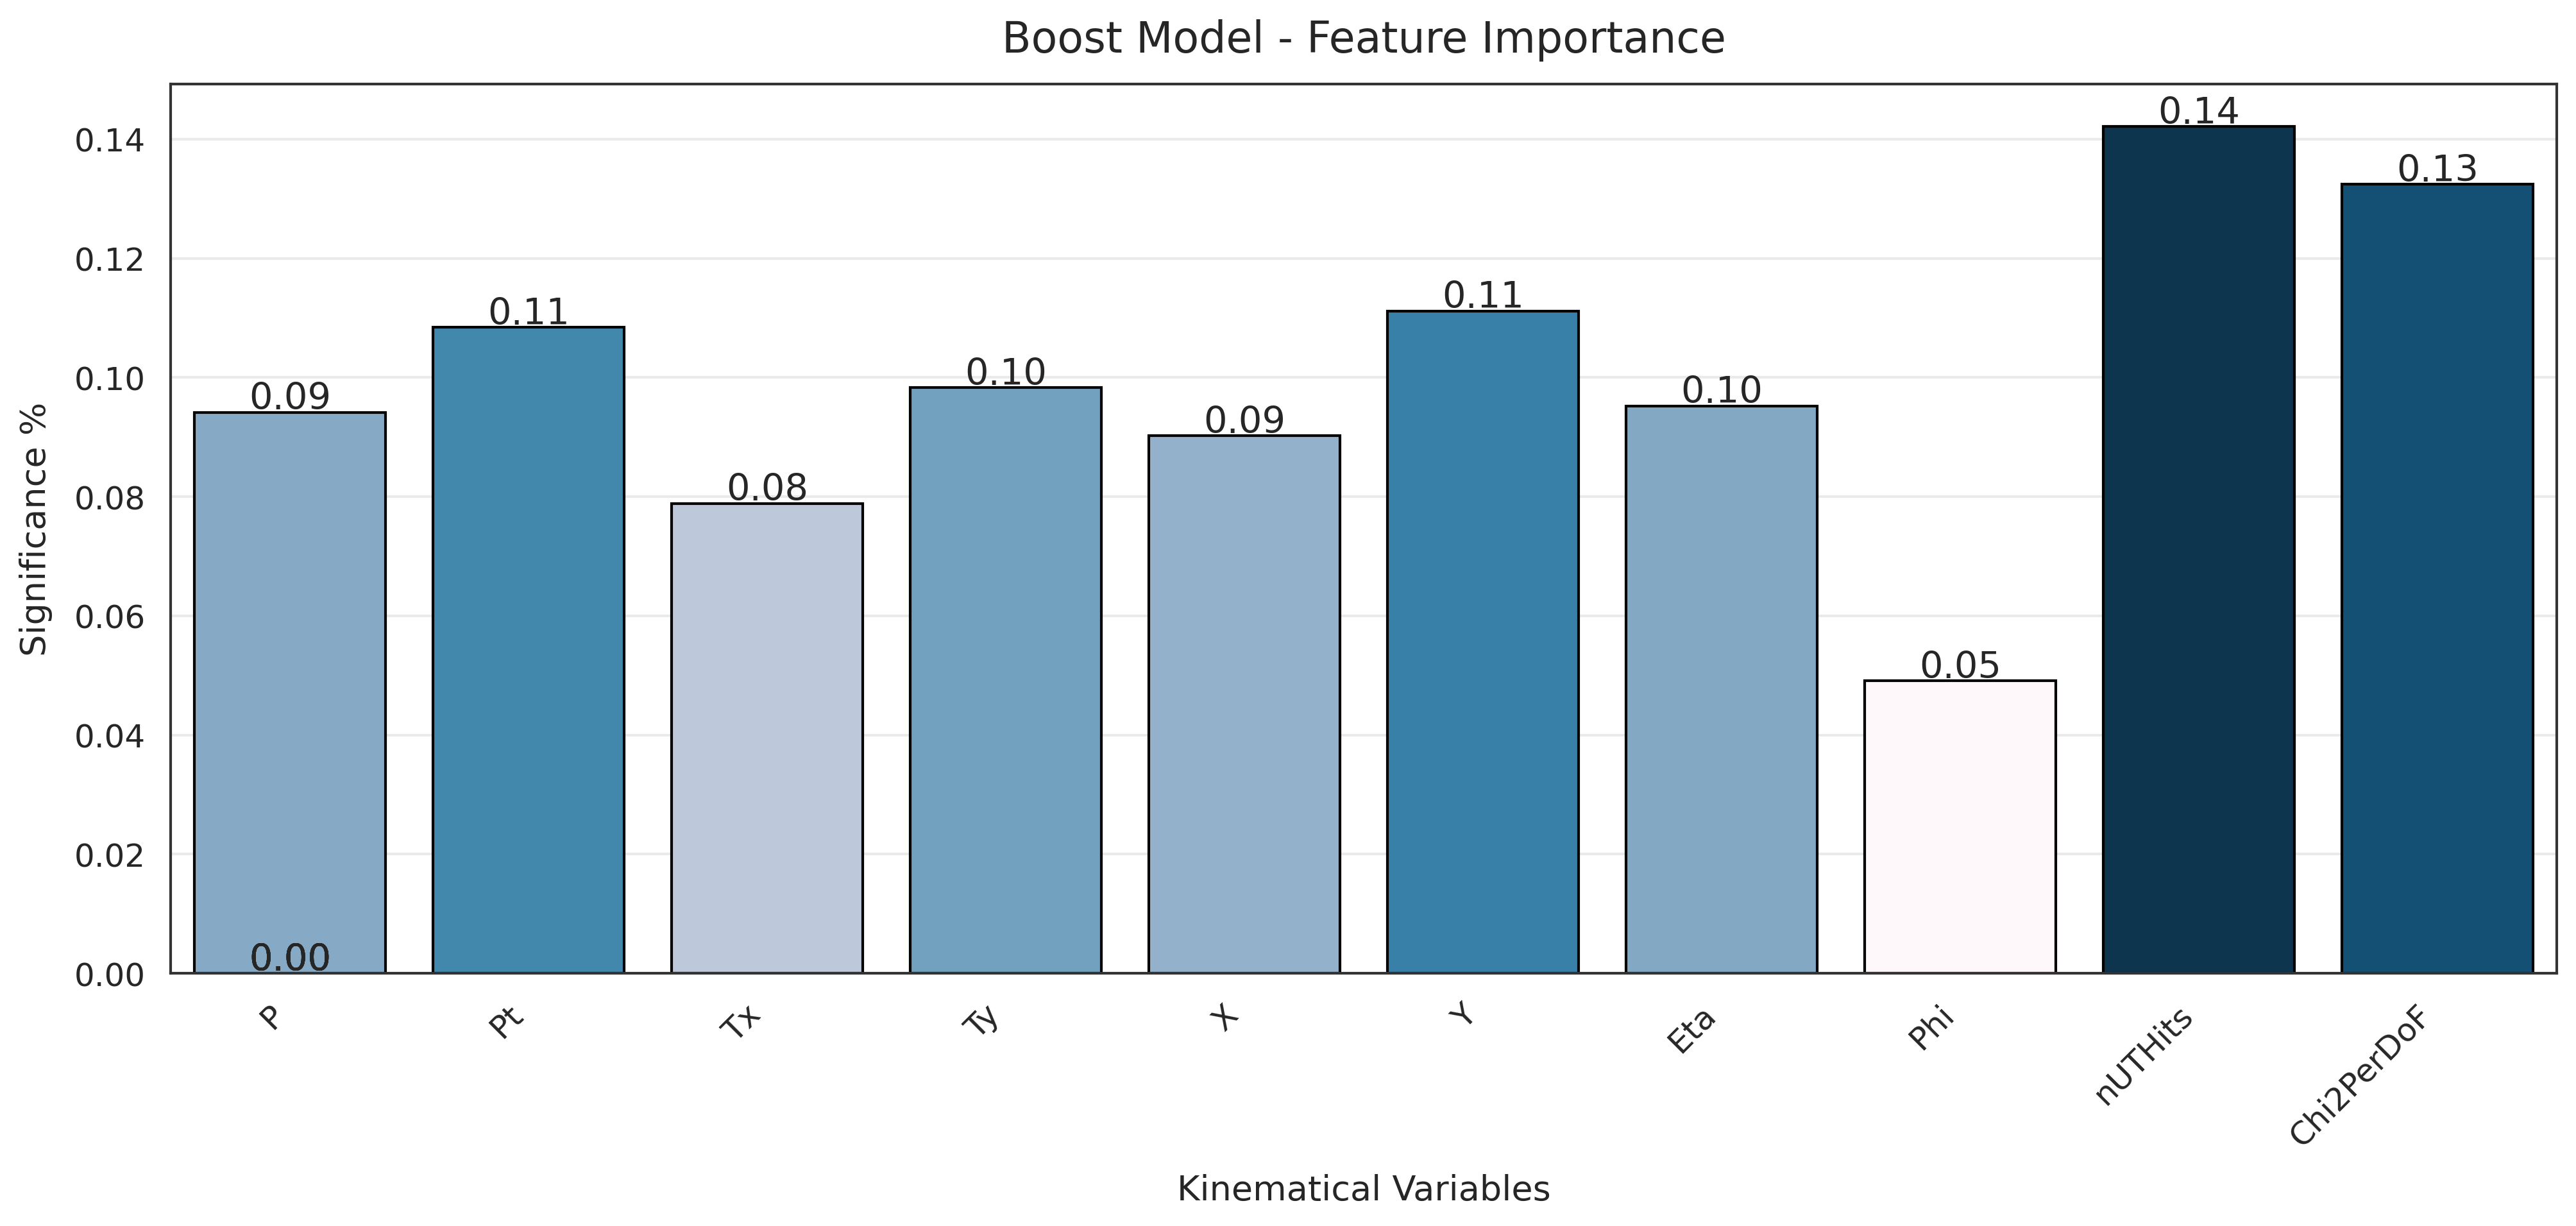 Boost Model - Feature Importance
Significance %
0.14
0.12
0.10
0.08
0.06
0.04
0.02
0.00
0.09
0.00
0.11
0.08
0.10
0.09
0.11
0.10
0.05
0.14
0.13
P
Pt
Tx
Ty
X
Y
Eta
Phi
nUTHits
Chi2PerDoF
Kinematical Variables